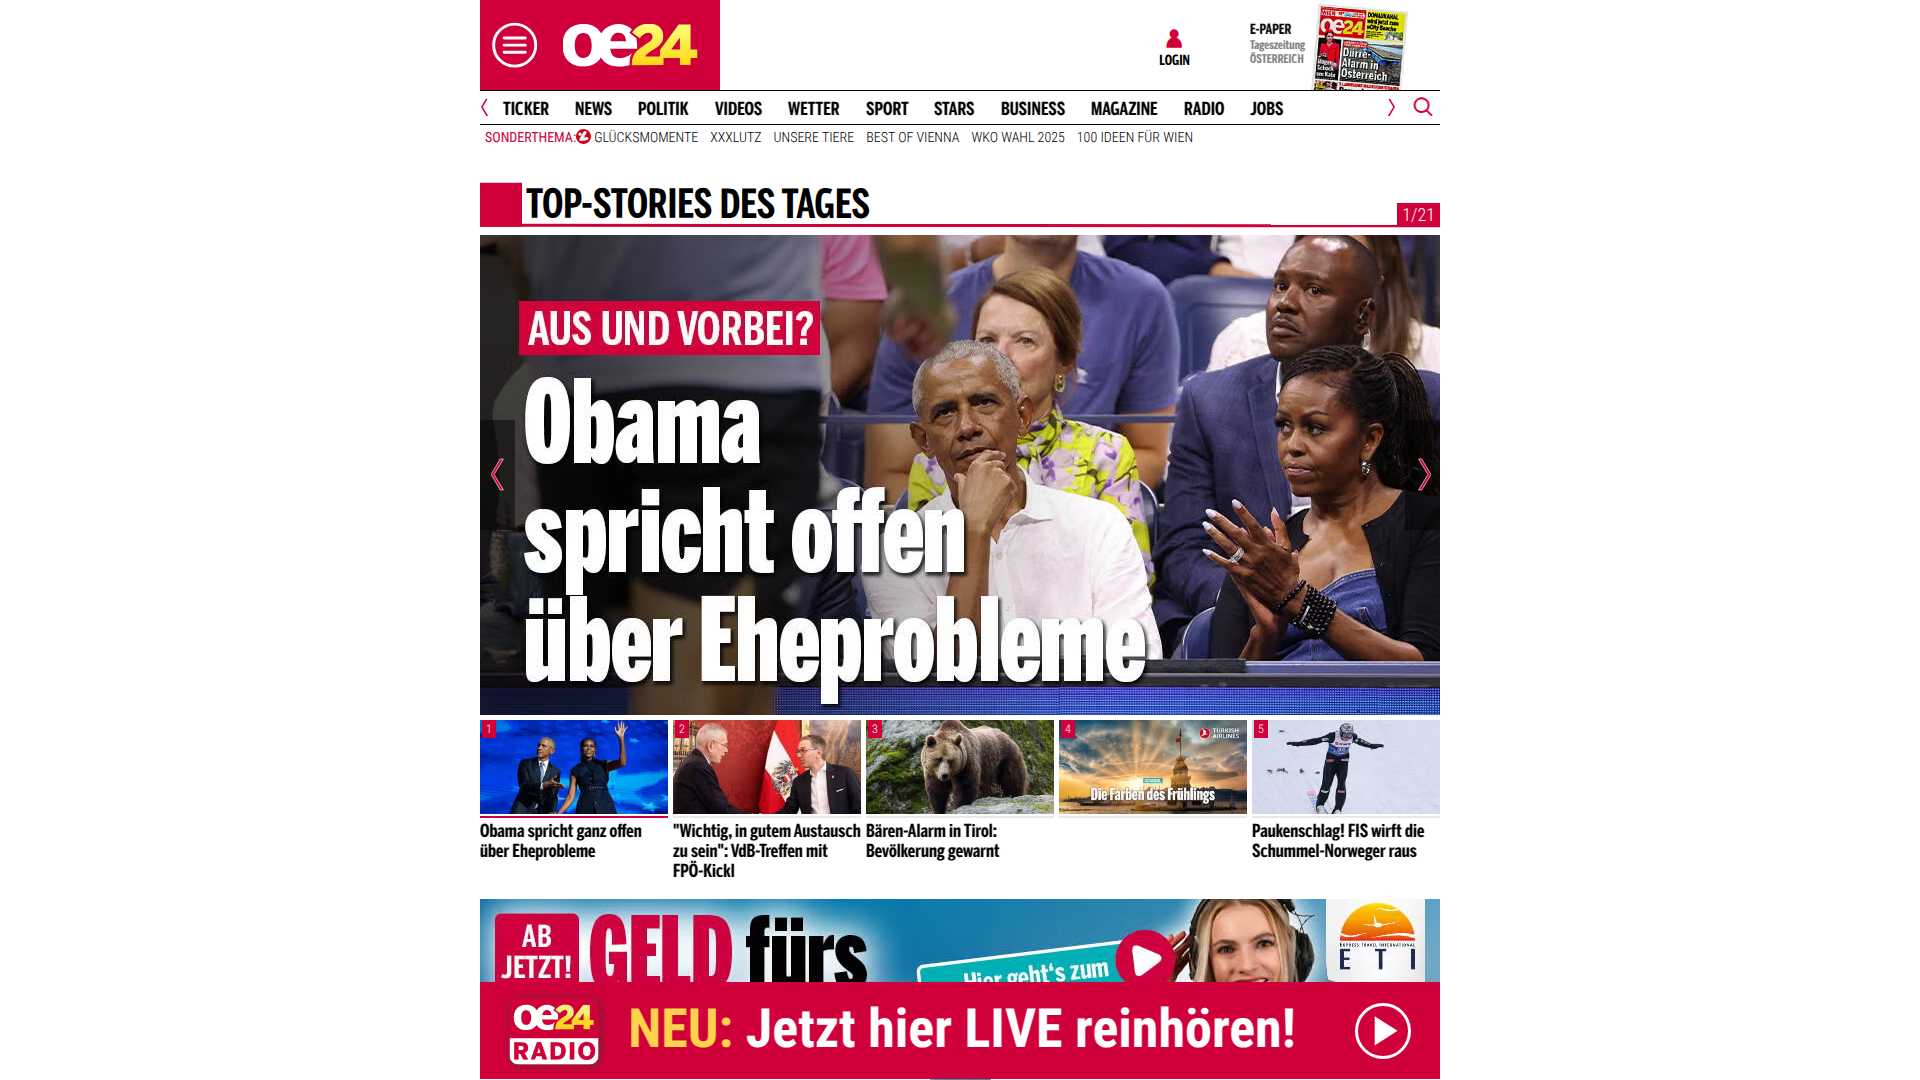 oe24
LOGIN
E-PAPER
Tageszeitung
ÖSTERREICH
oe24
Dürre-
Alarm in
Österreich
TICKER NEWS POLITIK VIDEOS WETTER SPORT STARS BUSINESS MAGAZINE RADIO JOBS
SONDERTHEMA: GLÜCKSMOMENTE XXXLUTZ UNSERE TIERE BEST OF VIENNA WKO WAHL 2025 100 IDEEN FÜR WIEN
TOP-STORIES DES TAGES
1/21
AUS UND VORBEI?
Obama
spricht offen
über Eheprobleme
1
2
3
4
5
TURKISH
AIRLINES
Die Farben des Frühlings
Obama spricht ganz offen
über Eheprobleme
"Wichtig, in gutem Austausch
zu sein": VdB-Treffen mit
FPÖ-Kickl
Bären-Alarm in Tirol:
Bevölkerung gewarnt
Paukenschlag! FIS wirft die
Schummel-Norweger raus
AB
JETZT!
GELD fürs
Hier geht's zum
EXPRESS TRAVEL INTERNATIONAL
ETI
oe24
RADIO
NEU: Jetzt hier LIVE reinhören!